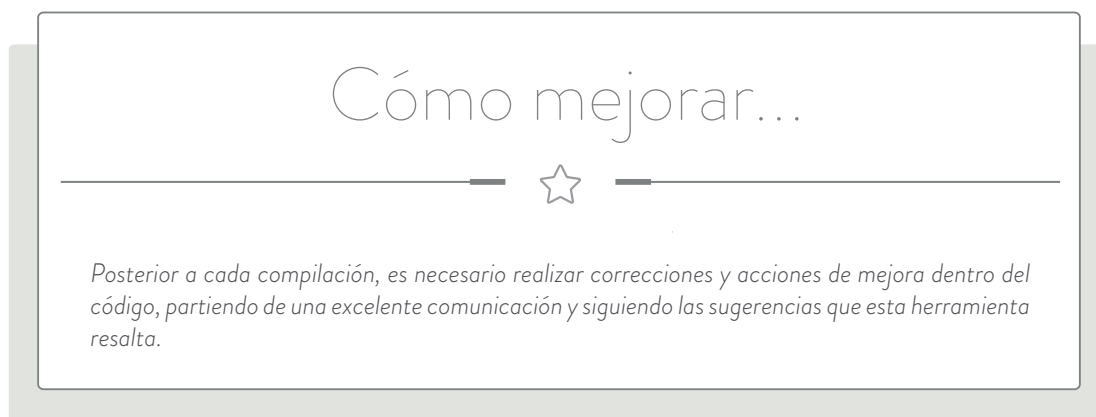 Cómo mejorar...
Posterior a cada compilación, es necesario realizar correcciones y acciones de mejora dentro del
código, partiendo de una excelente comunicación y siguiendo las sugerencias que esta herramienta
resalta.